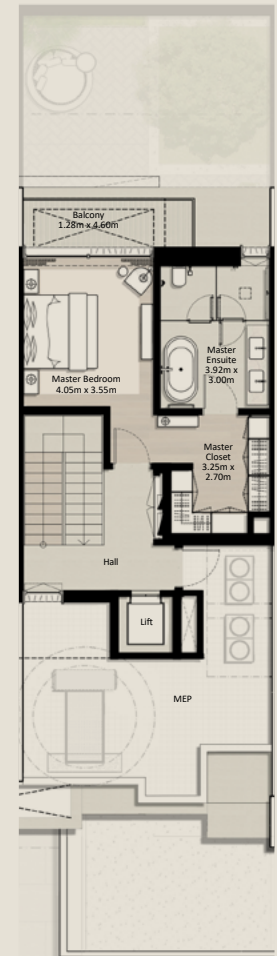 Balcony
1.28m x 4.60m
Master Bedroom
4.05m x 3.55m
Master
Ensuite
3.92m x
3.00m
Master
Closet
3.25m x
2.70m
Hall
Lift
MEP